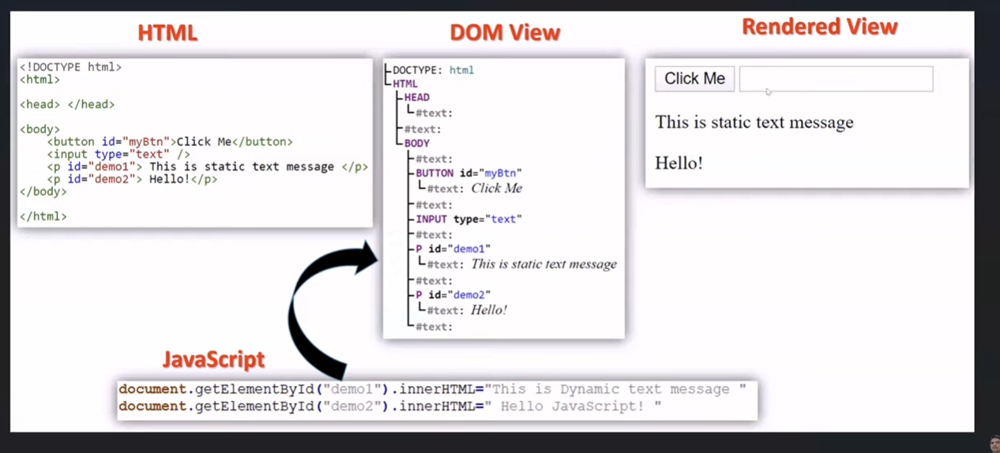 HTML
<!DOCTYPE html>
<html>
<head> </head>
<body>
<button id="myBtn">Click Me</button>
<input type="text" />
<p id="demo1"> This is static text message </p>
<p id="demo2"> Hello!</p>
</body>
</html>
DOM View
DOCTYPE: html
HTML
HEAD
#text:
#text:
BODY
#text:
BUTTON id="myBtn"
#text: Click Me
#text:
INPUT type="text"
#text:
P id="demo1"
#text: This is static text message
#text:
P id="demo2"
#text: Hello!
#text:
Rendered View
Click Me
This is static text message
Hello!
JavaScript
document.getElementById("demo1").innerHTML="This is Dynamic text message "
document.getElementById("demo2").innerHTML=" Hello JavaScript! "